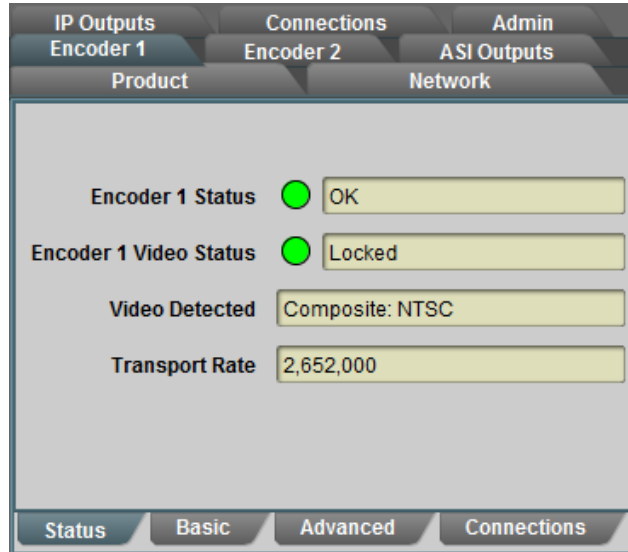 IP Outputs Connections Admin
Encoder 1 Encoder 2 ASI Outputs
Product Network
Encoder 1 Status OK
Encoder 1 Video Status Locked
Video Detected Composite: NTSC
Transport Rate 2,652,000
Status Basic Advanced Connections